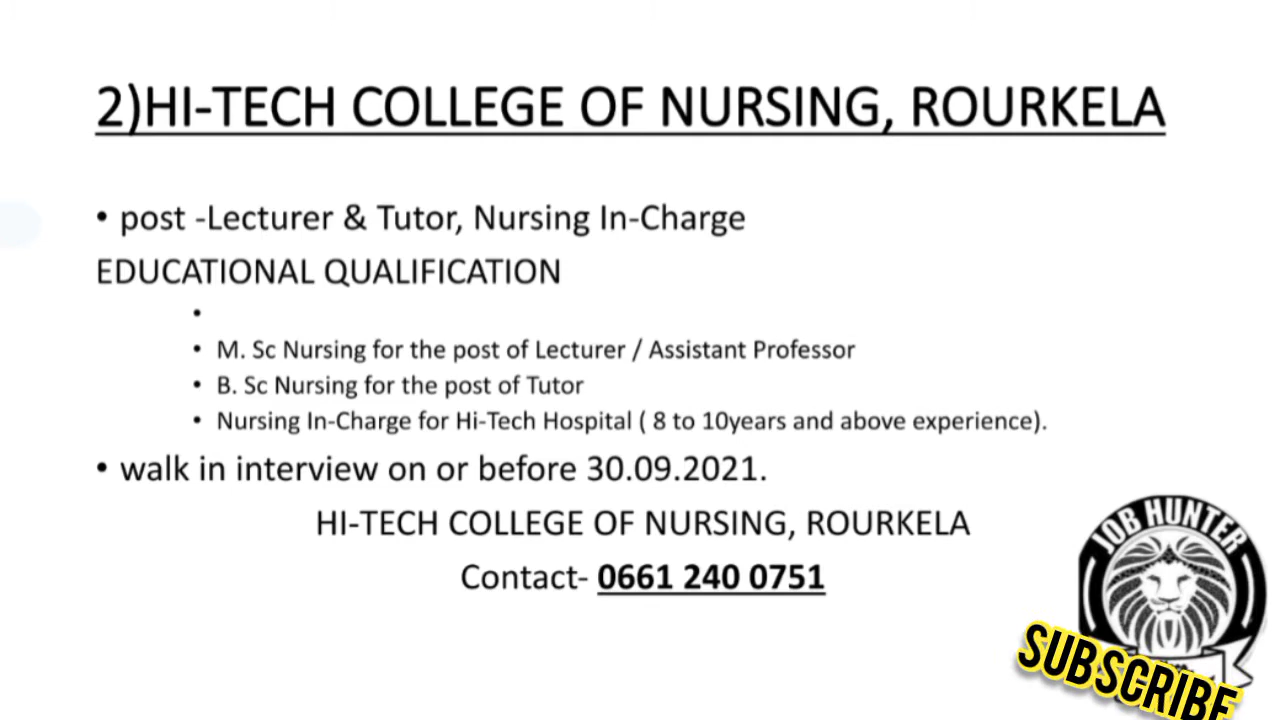 2)HI-TECH COLLEGE OF NURSING, ROURKELA
• post -Lecturer & Tutor, Nursing In-Charge
EDUCATIONAL QUALIFICATION
•
• M. Sc Nursing for the post of Lecturer / Assistant Professor
• B. Sc Nursing for the post of Tutor
• Nursing In-Charge for Hi-Tech Hospital ( 8 to 10years and above experience).
• walk in interview on or before 30.09.2021.
HI-TECH COLLEGE OF NURSING, ROURKELA
Contact- 0661 240 0751
JOB HUNTER
SUBSCRIBE